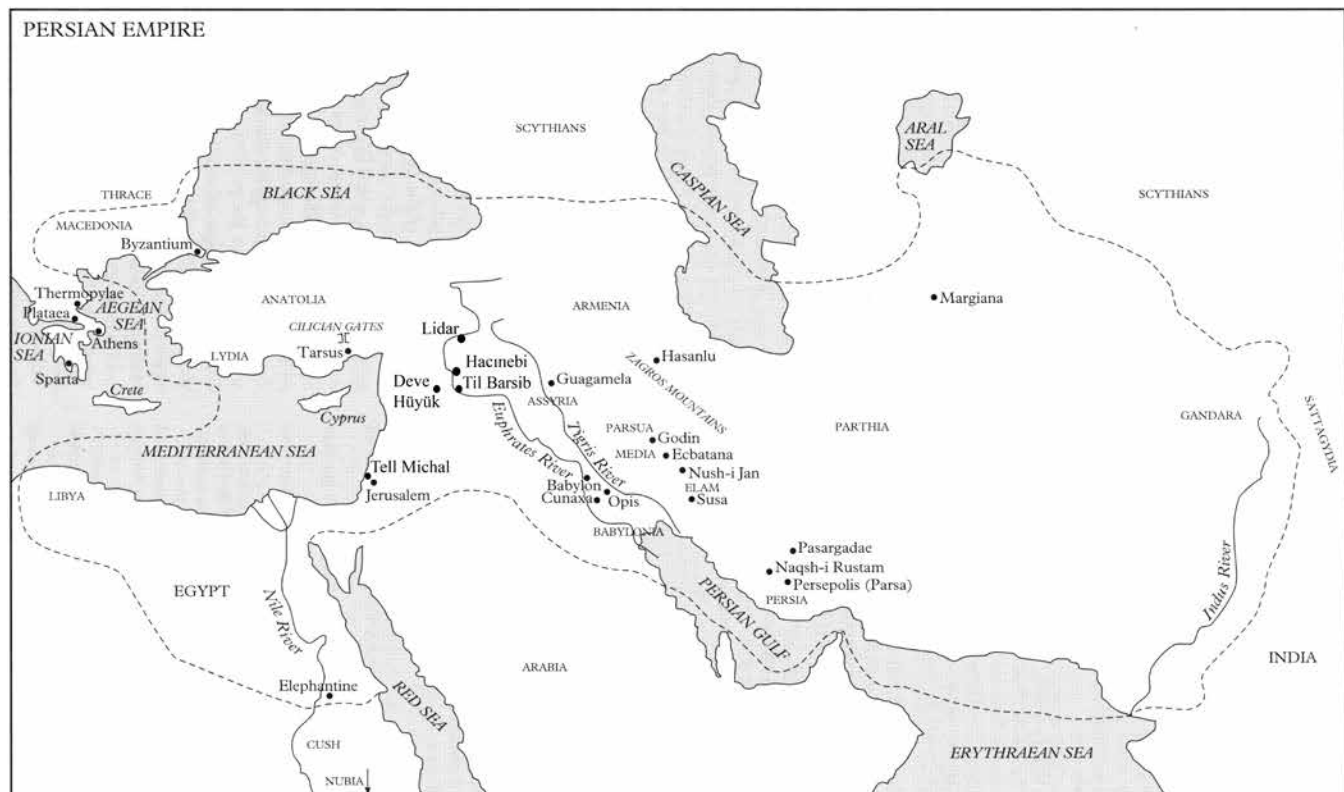 PERSIAN EMPIRE
SCYTHIANS
ARAL
SEA
CASPIAN SEA
SCYTHIANS
THRACE
BLACK SEA
MACEDONIA
Byzantium
Thermopylae
AEGEAN
SEA
Plataea
Athens
IONIAN
SEA
Sparta
Crete
ANATOLIA
CILICIAN GATES
Tarsus
LYDIA
Cyprus
MEDITERRANEAN SEA
ARMENIA
Margiana
Lidar
Hasanlu
Hacınebi
Deve
Hüyük
Til Barsib
Guagamela
ASSYRIA
ZAGROS MOUNTAINS
PARSUA
Godin
MEDIA
Ecbatana
Nush-i Jan
ELAM
Susa
PARTHIA
GANDARA
SATTAGYDIA
Euphrates River
Tigris River
Tell Michal
Jerusalem
Babylon
Cunaxa
Opis
BABYLONIA
LIBYA
Pasargadae
Naqsh-i Rustam
Persepolis (Parsa)
PERSIA
PERSIAN GULF
Indus River
INDIA
EGYPT
Nile River
Elephantine
RED SEA
ARABIA
CUSH
NUBIA
ERYTHRAEAN SEA